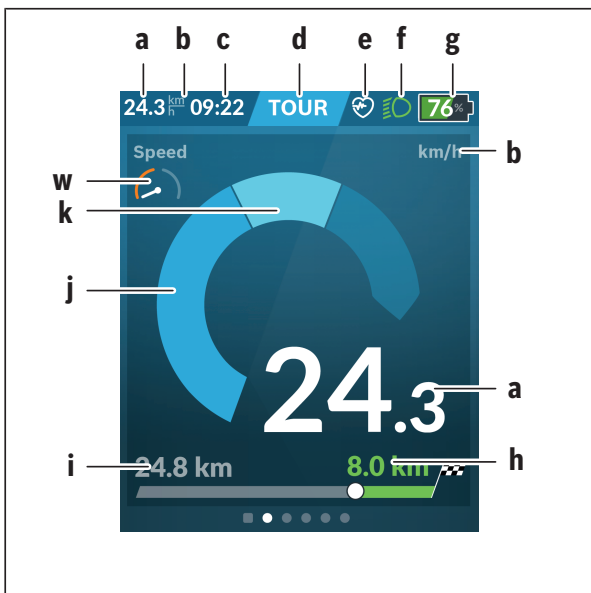 a b c d e f g
24.3 km/h 09:22 TOUR 76%
Speed km/h b
w
k
j
24.3 a
i 24.8 km 8.0 km h